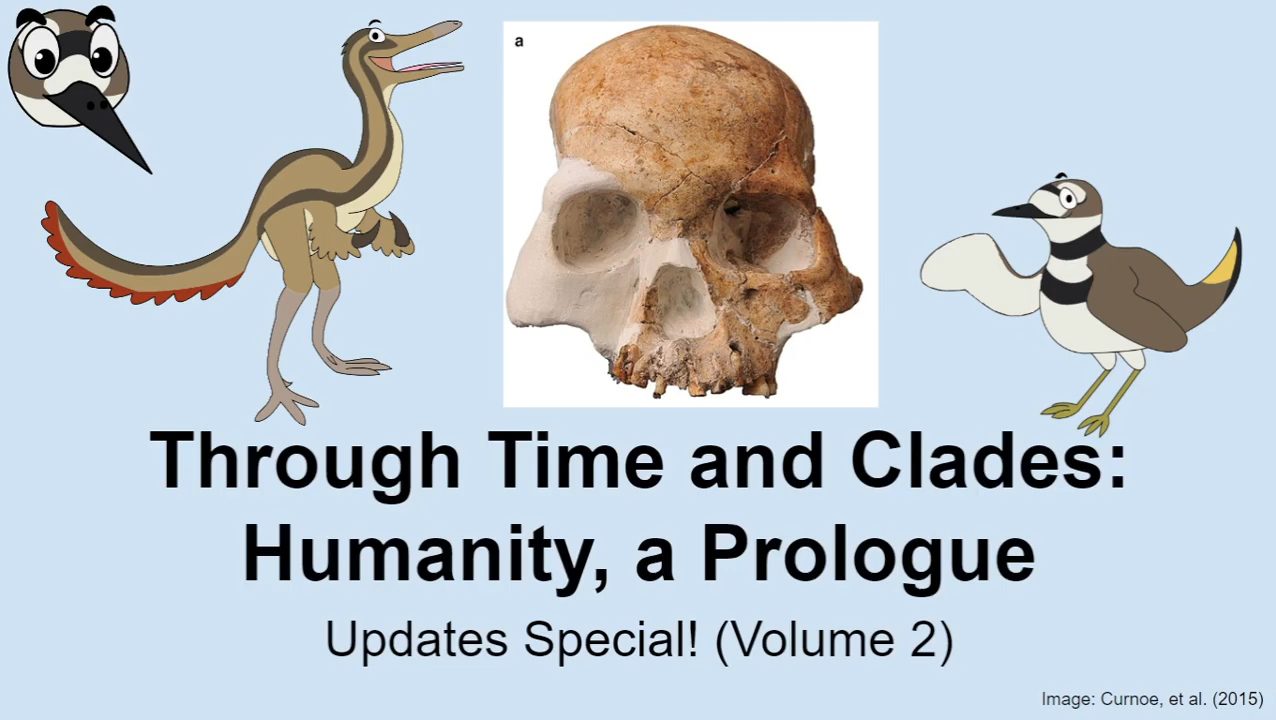 a
Through Time and Clades:
Humanity, a Prologue
Updates Special! (Volume 2)
Image: Curnoe, et al. (2015)